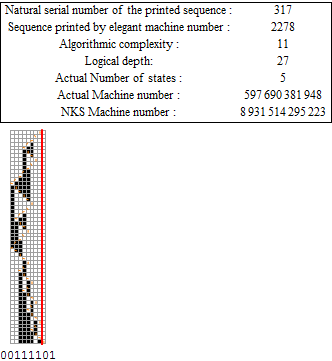 Natural serial number of the printed sequence : 317
Sequence printed by elegant machine number : 2278
Algorithmic complexity : 11
Logical depth: 27
Actual Number of states : 5
Actual Machine number : 597 690 381 948
NKS Machine number : 8 931 514 295 223
00111101